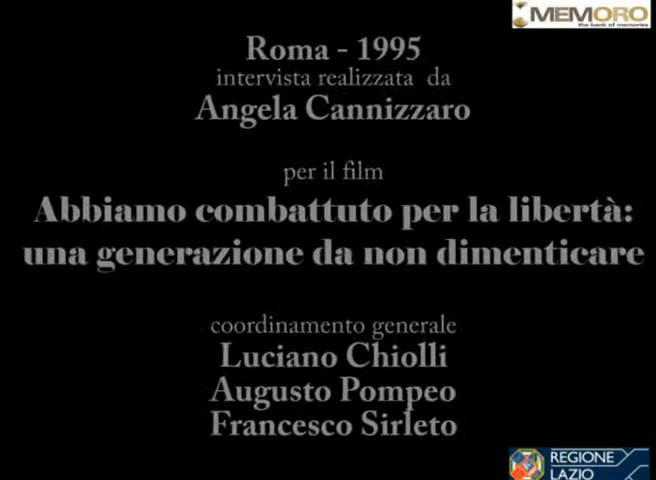 MEMORO
the bank of memories
Roma - 1995
intervista realizzata da
Angela Cannizzaro
per il film
Abbiamo combattuto per la libertà:
una generazione da non dimenticare
coordinamento generale
Luciano Chiolli
Augusto Pompeo
Francesco Sirleto
REGIONE
LAZIO